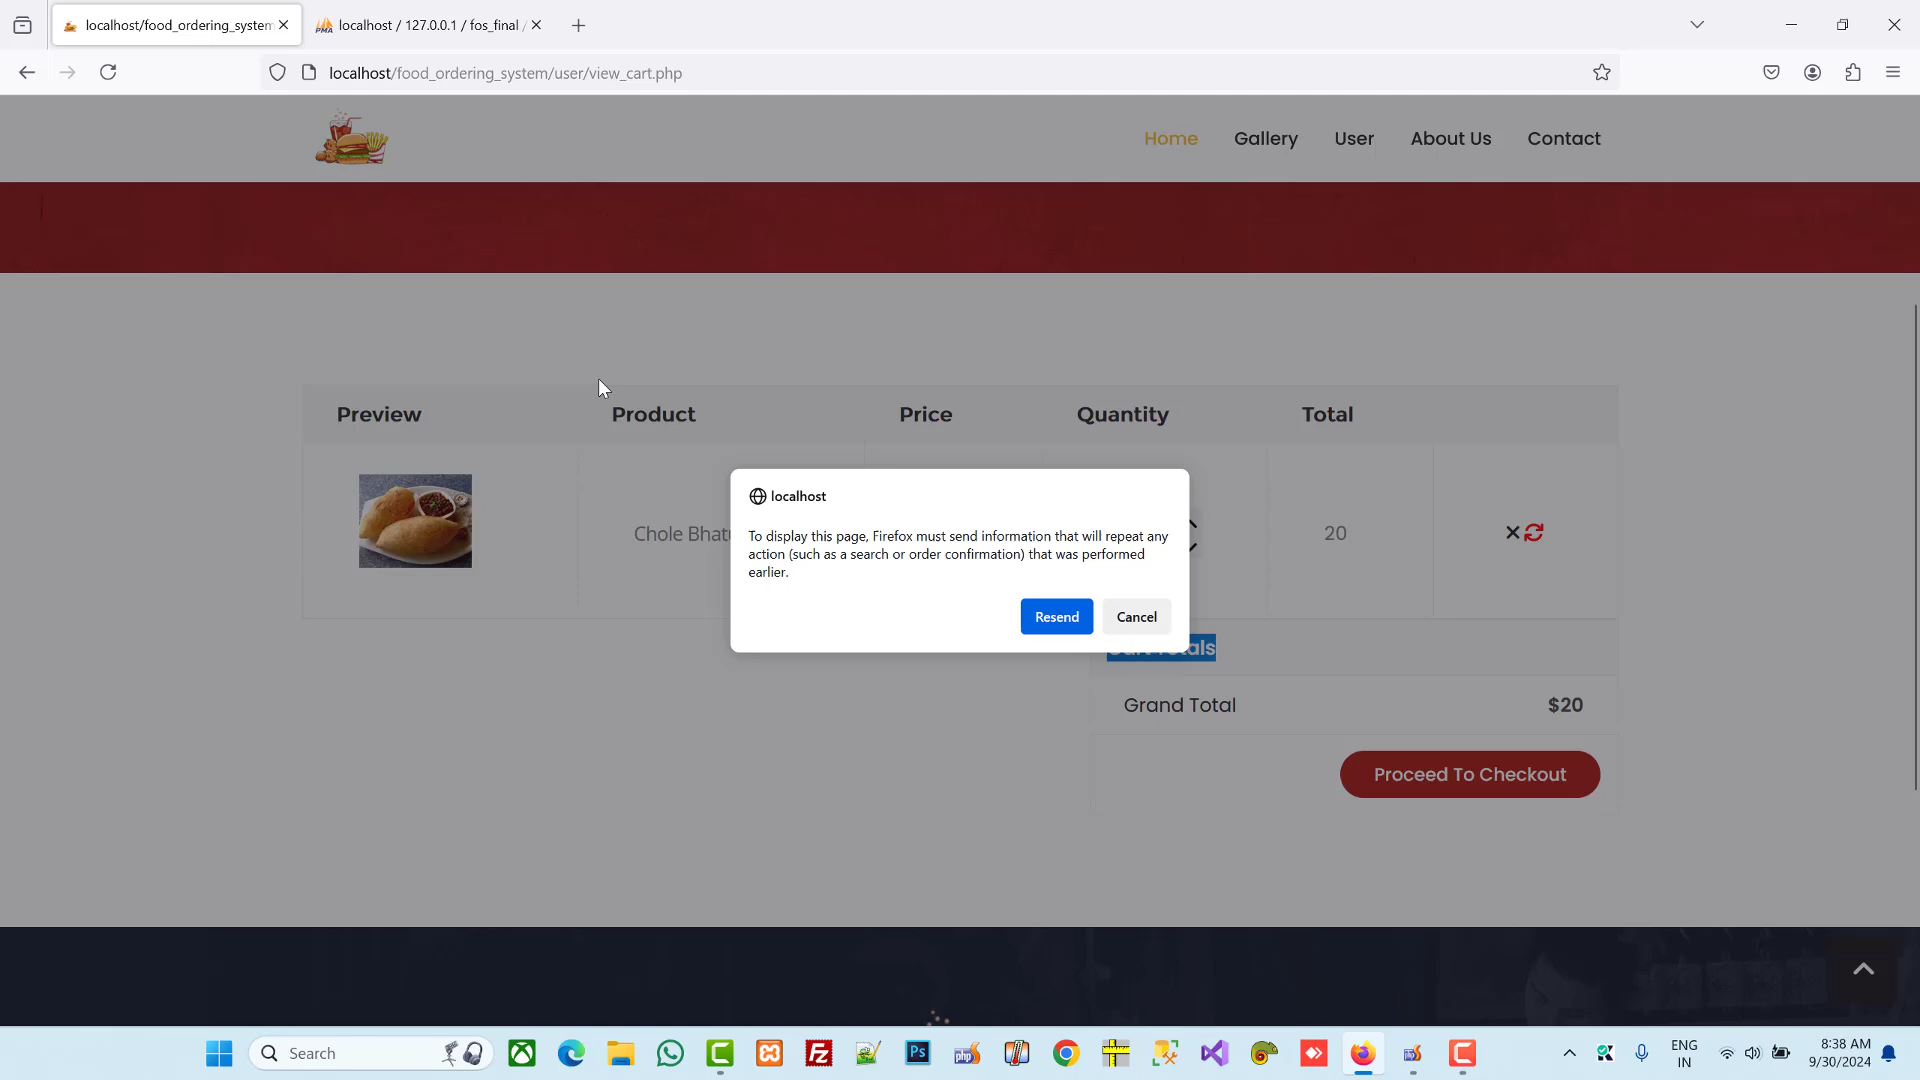 localhost/food_ordering_system
localhost / 127.0.0.1 / fos_final /
localhost/food_ordering_system/user/view_cart.php
Home Gallery User About Us Contact
Preview Product Price Quantity Total
Chole 20
localhost
To display this page, Firefox must send information that will repeat any
action (such as a search or order confirmation) that was performed
earlier.
Resend Cancel
Grand Total $20
Proceed To Checkout
Search
ENG
IN
8:38 AM
9/30/2024